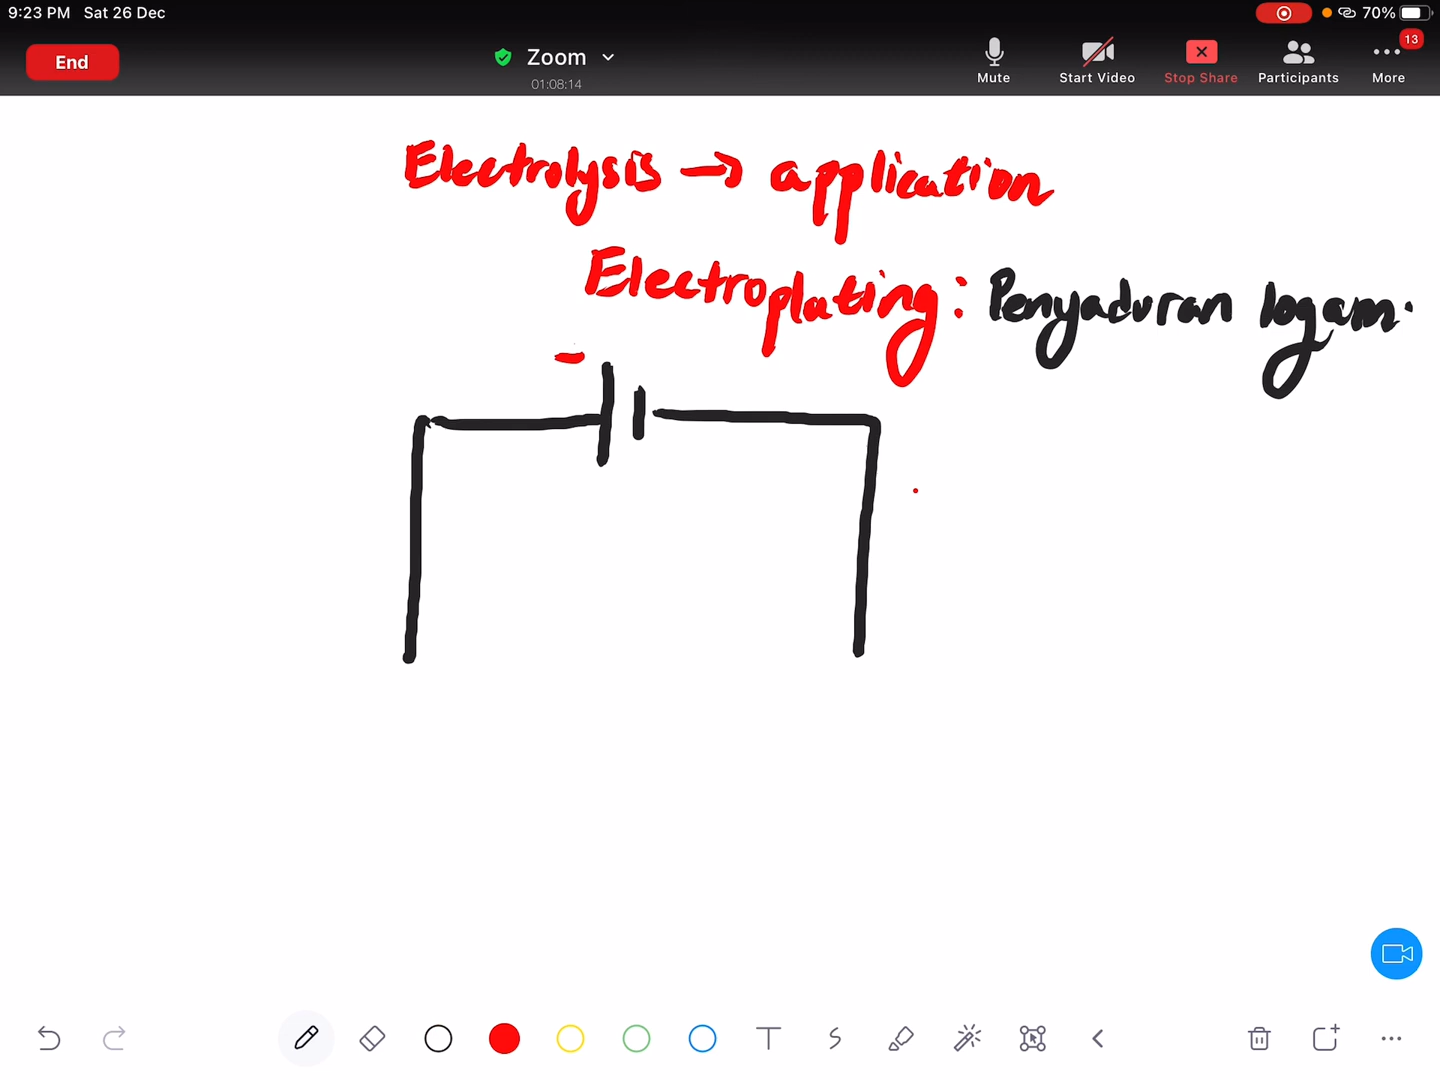 9:23 PM Sat 26 Dec
70%
End
Zoom
01:08:14
Mute
Start Video
Stop Share
Participants
13
More
Electrolysis → application
Electroplating : Penyaduran logam.
-
T